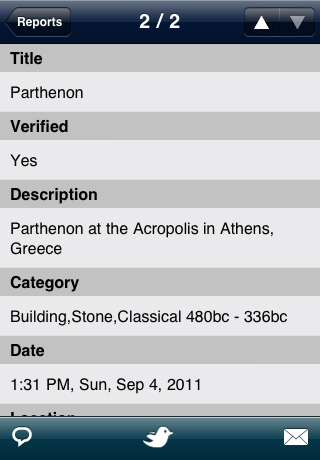 Reports
2 / 2
Title
Parthenon
Verified
Yes
Description
Parthenon at the Acropolis in Athens,
Greece
Category
Building,Stone,Classical 480bc - 336bc
Date
1:31 PM, Sun, Sep 4, 2011
Location